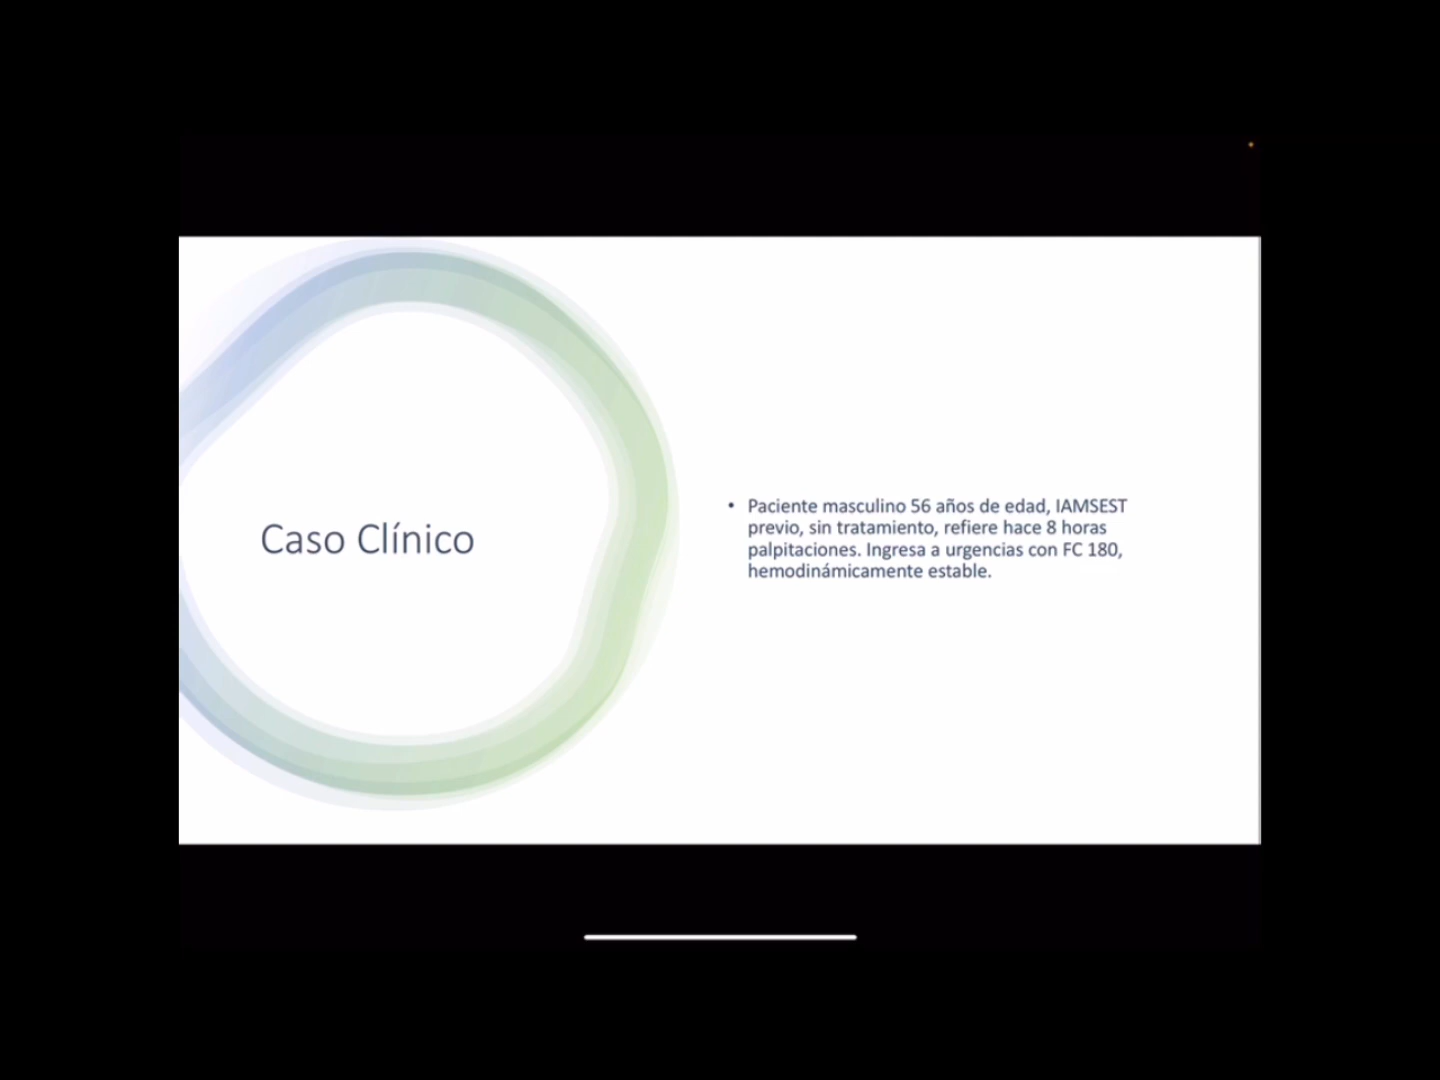 Caso Clínico
• Paciente masculino 56 años de edad, IAMSEST
previo, sin tratamiento, refiere hace 8 horas
palpitaciones. Ingresa a urgencias con FC 180,
hemodinámicamente estable.